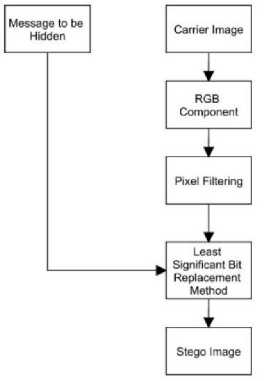 Message to be
Hidden
Carrier Image
RGB
Component
Pixel Filtering
Least
Significant Bit
Replacement
Method
Stego Image